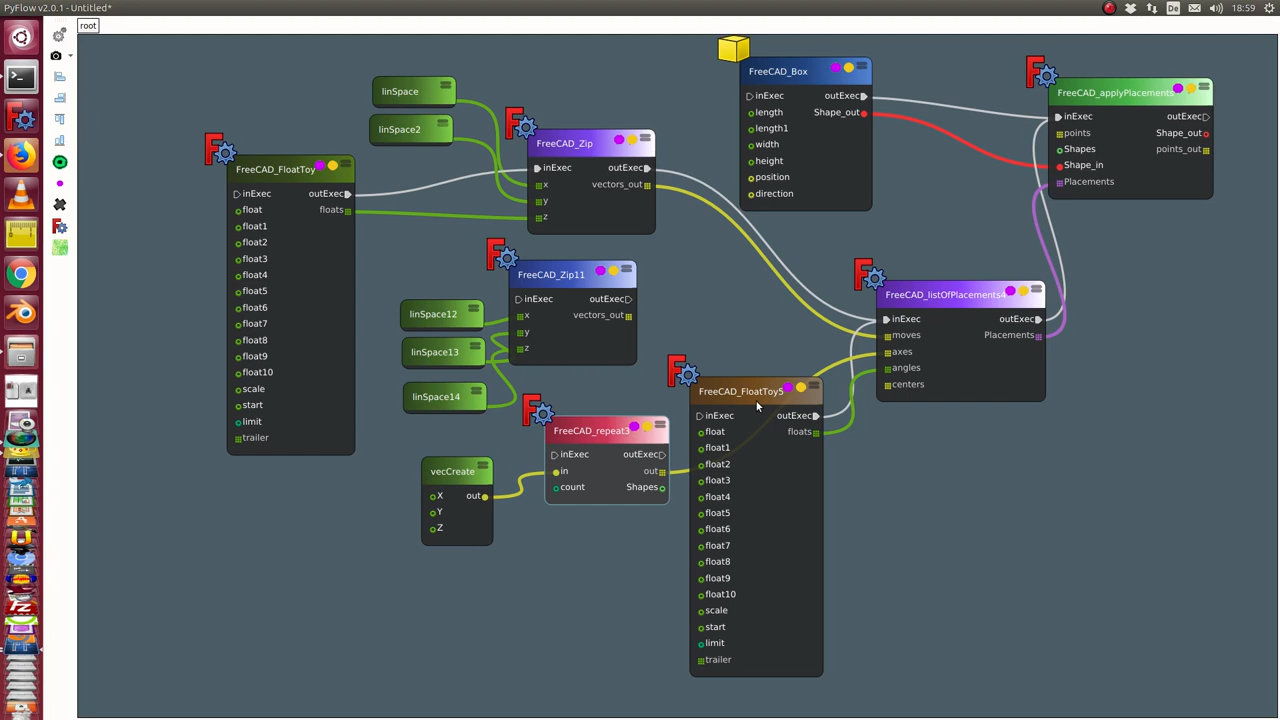 PyFlow v2.0.1 - Untitled*
De
18:59
root
linSpace
linSpace2
FreeCAD_FloatToy
inExec outExec
float floats
float1
float2
float3
float4
float5
float6
float7
float8
float9
float10
scale
start
limit
trailer
FreeCAD_Zip
inExec outExec
x vectors_out
y
z
FreeCAD_Box
inExec outExec
length Shape_out
length1
width
height
position
direction
FreeCAD_applyPlacements
inExec outExec
points Shape_out
Shapes points_out
Shape_in
Placements
FreeCAD_Zip11
inExec outExec
x vectors_out
y
z
linSpace12
linSpace13
linSpace14
FreeCAD_listOfPlacements4
inExec outExec
moves Placements
axes
angles
centers
FreeCAD_repeat3
inExec outExec
in out
count Shapes
vecCreate
X out
Y
Z
FreeCAD_FloatToy5
inExec outExec
float floats
float1
float2
float3
float4
float5
float6
float7
float8
float9
float10
scale
start
limit
trailer